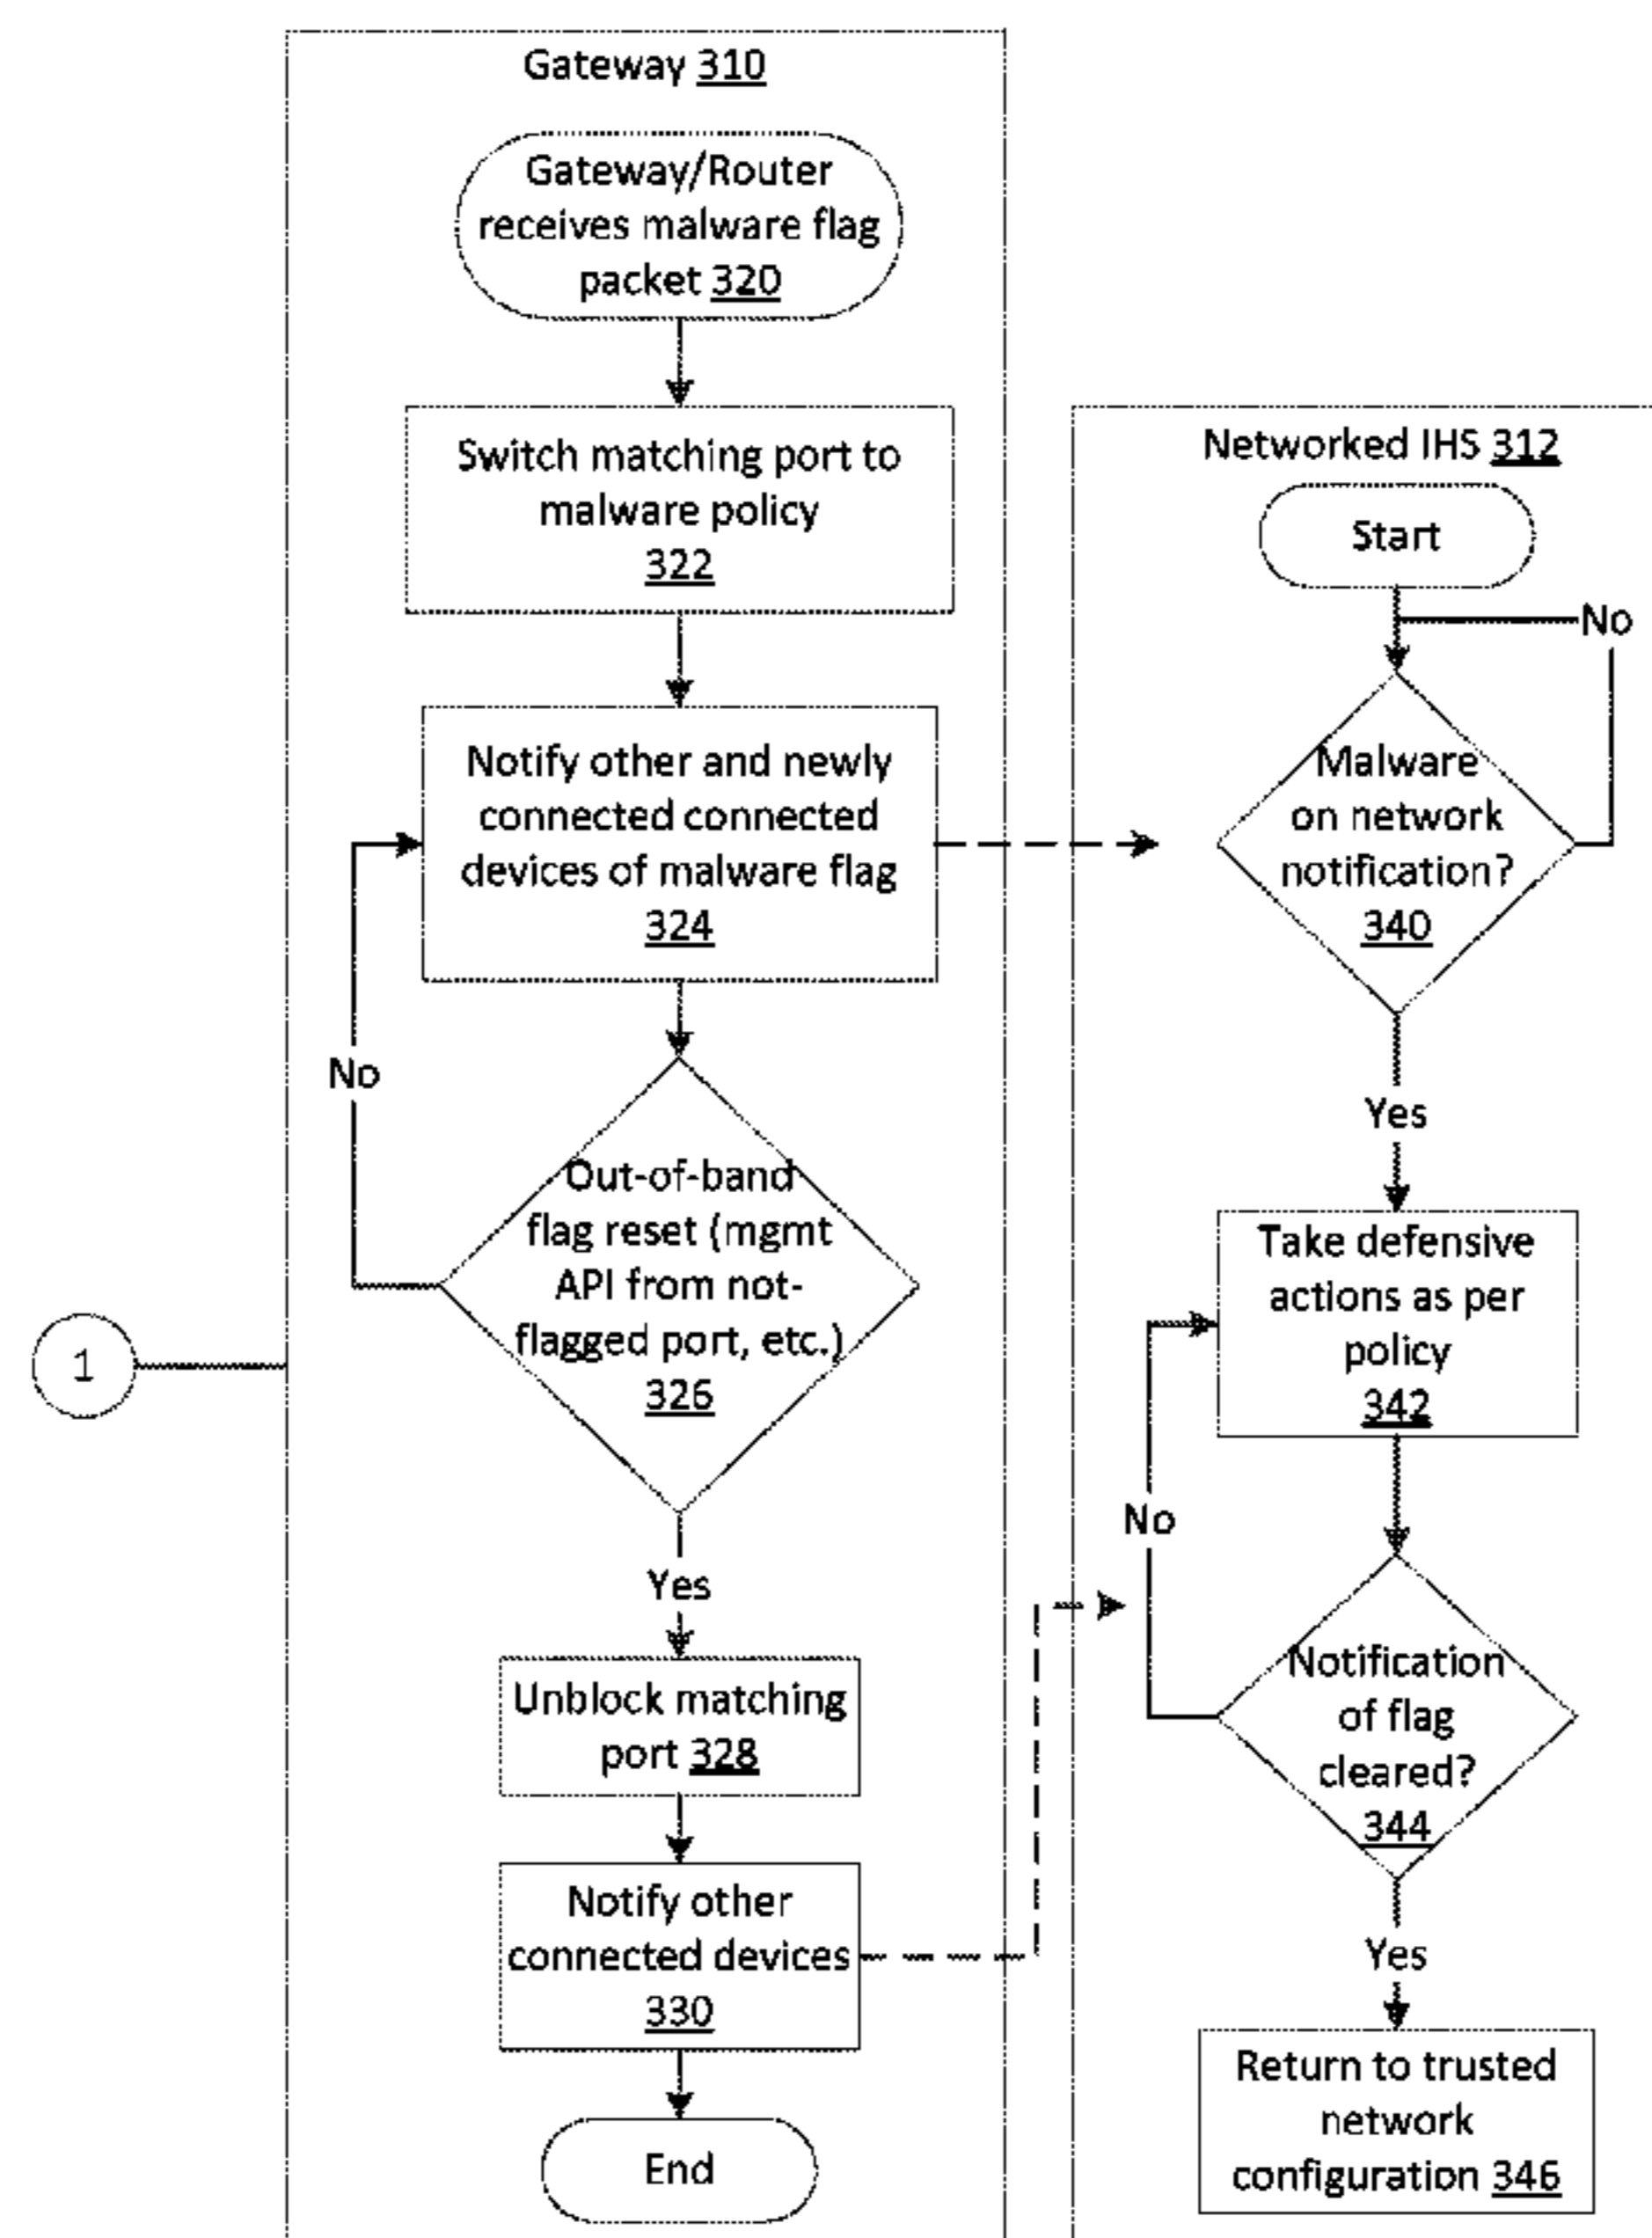 Gateway 310
Gateway/Router
receives malware flag
packet 320
Switch matching port to
malware policy
322
Notify other and newly
connected connected
devices of malware flag
324
No
Out-of-band
flag reset (mgmt
API from not-
flagged port, etc.)
326
1
Yes
Unblock matching
port 328
Notify other
connected devices
330
End
Networked IHS 312
Start
No
Malware
on network
notification?
340
Yes
Take defensive
actions as per
policy
342
No
Notification
of flag
cleared?
344
Yes
Return to trusted
network
configuration 346